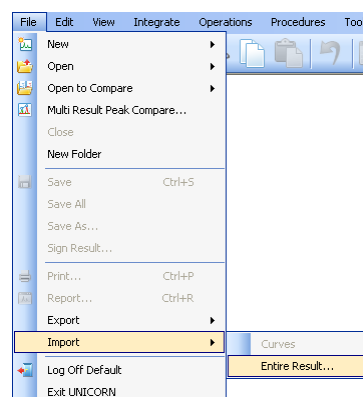 File Edit View Integrate Operations Procedures Too
New
Open
Open to Compare
Multi Result Peak Compare...
Close
New Folder
Save Ctrl+S
Save All
Save As...
Sign Result...
Print... Ctrl+P
Report... Ctrl+R
Export
Import
Curves
Entire Result...
Log Off Default
Exit UNICORN